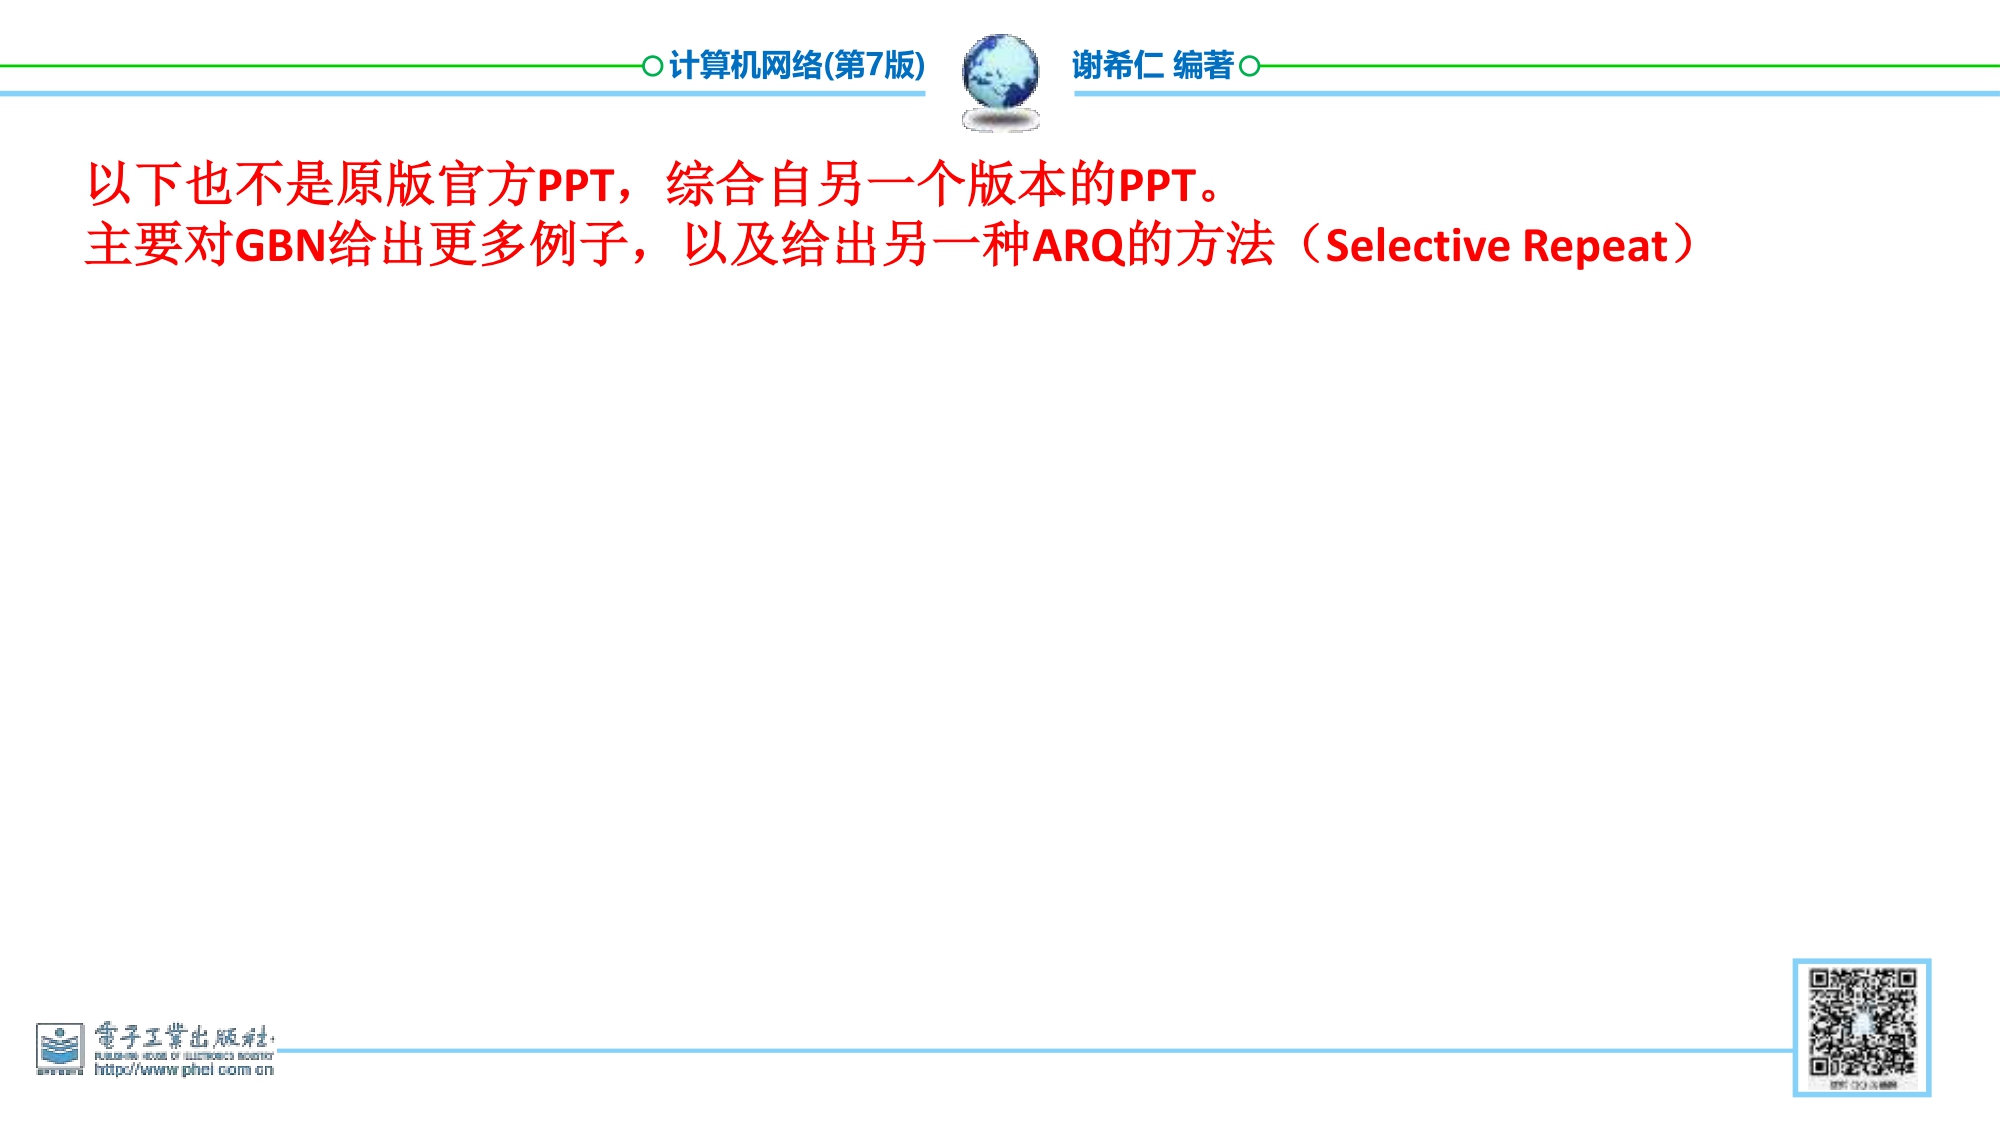 计算机网络(第7版)
谢希仁 编著
以下也不是原版官方PPT，综合自另一个版本的PPT。
主要对GBN给出更多例子，以及给出另一种ARQ的方法（Selective Repeat）
電子工業出版社
PUBLISHING HOUSE OF ELECTRONICS INDUSTRY
http://www.phei.com.cn